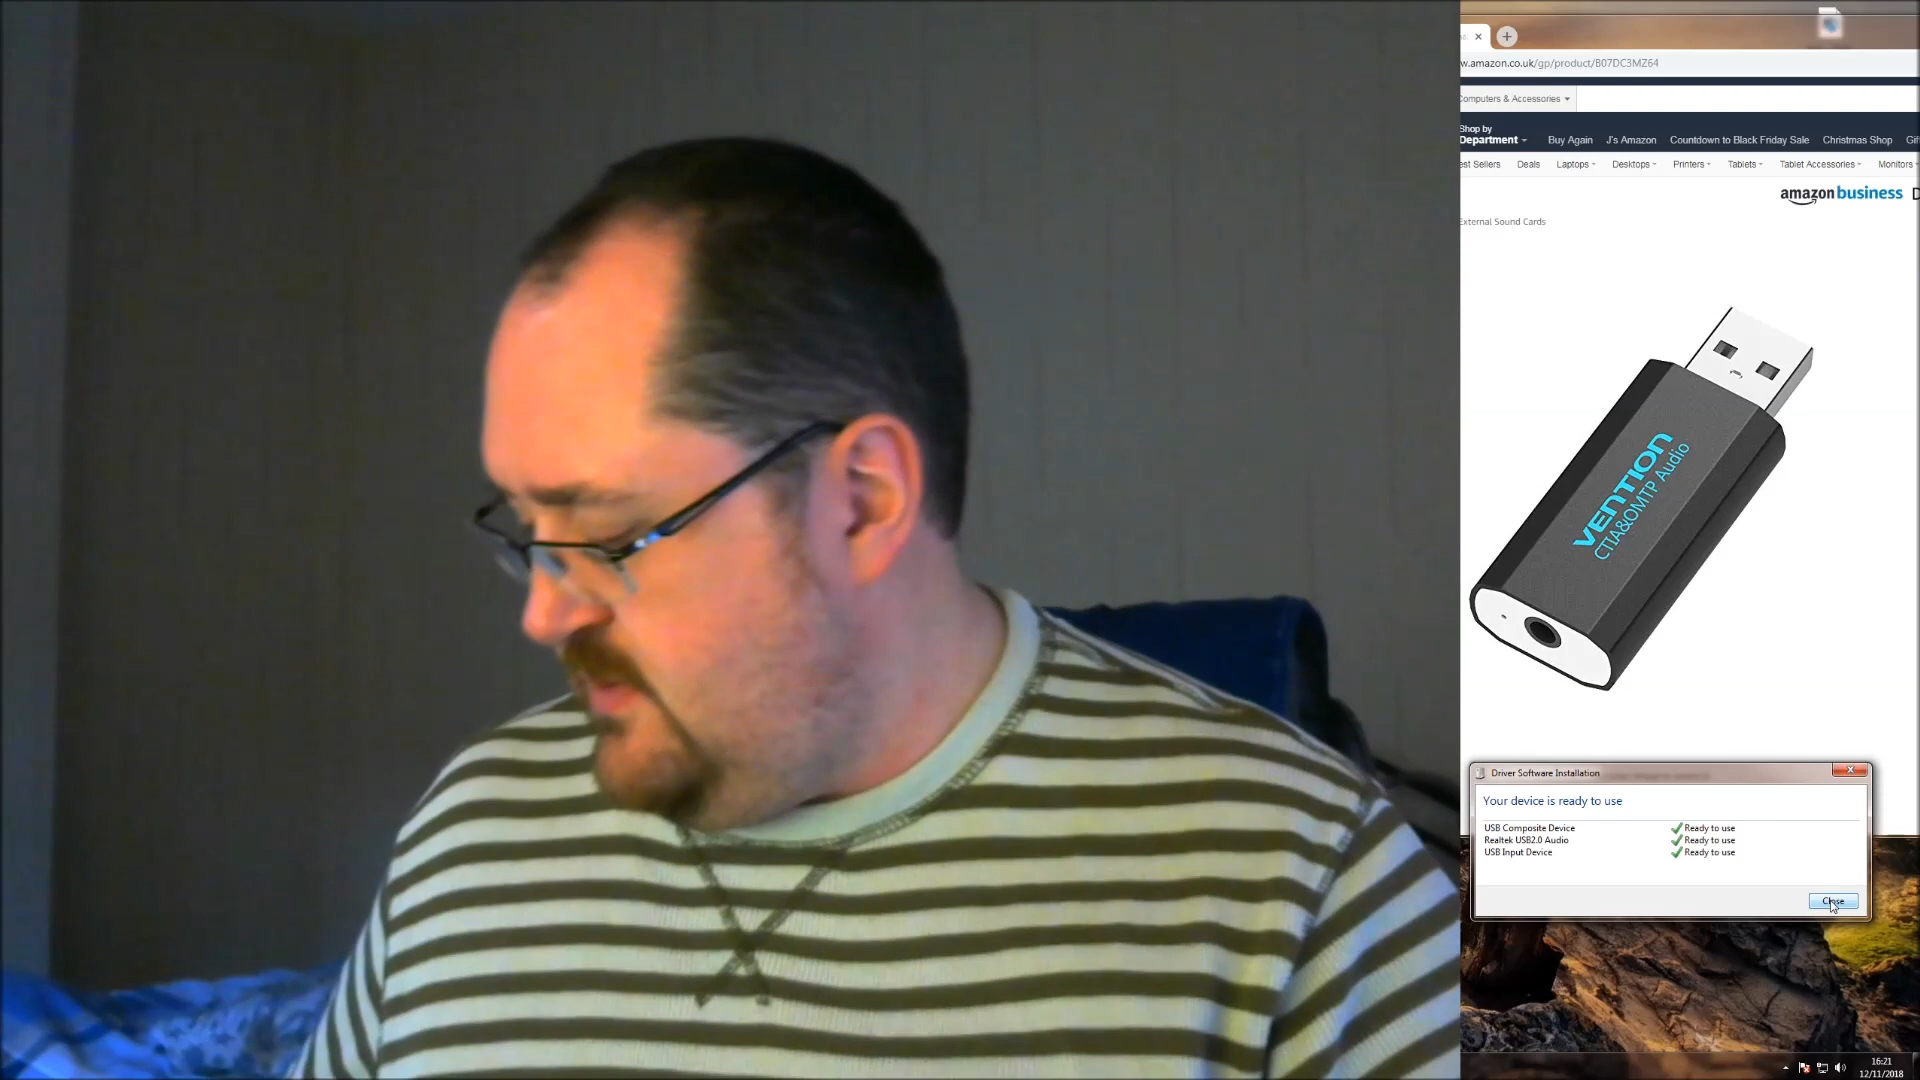 w.amazon.co.uk/gp/product/B07DC3MZ64
Computers & Accessories
Shop by
Department
Buy Again
J's Amazon
Countdown to Black Friday Sale
Christmas Shop
Best Sellers
Deals
Laptops
Desktops
Printers
Tablets
Tablet Accessories
Monitors
amazon business
External Sound Cards
VENTION
CTIA&OMTP Audio
Driver Software Installation
Your device is ready to use
USB Composite Device Ready to use
Realtek USB2.0 Audio Ready to use
USB Input Device Ready to use
Close
16:21
12/11/2018